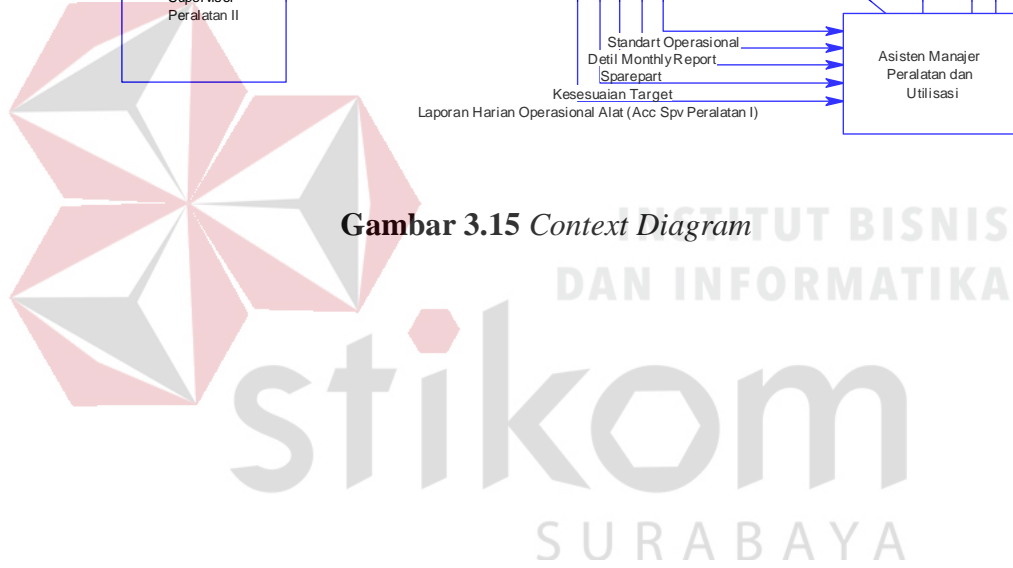 Peralatan II
Standart Operasional
Detil Monthly Report
Sparepart
Kesesuaian Target
Laporan Harian Operasional Alat (Acc Spv Peralatan I)
Asisten Manajer
Peralatan dan
Utilisasi
Gambar 3.15 Context Diagram
INSTITUT BISNIS
DAN INFORMATIKA
stikom
SURABAYA